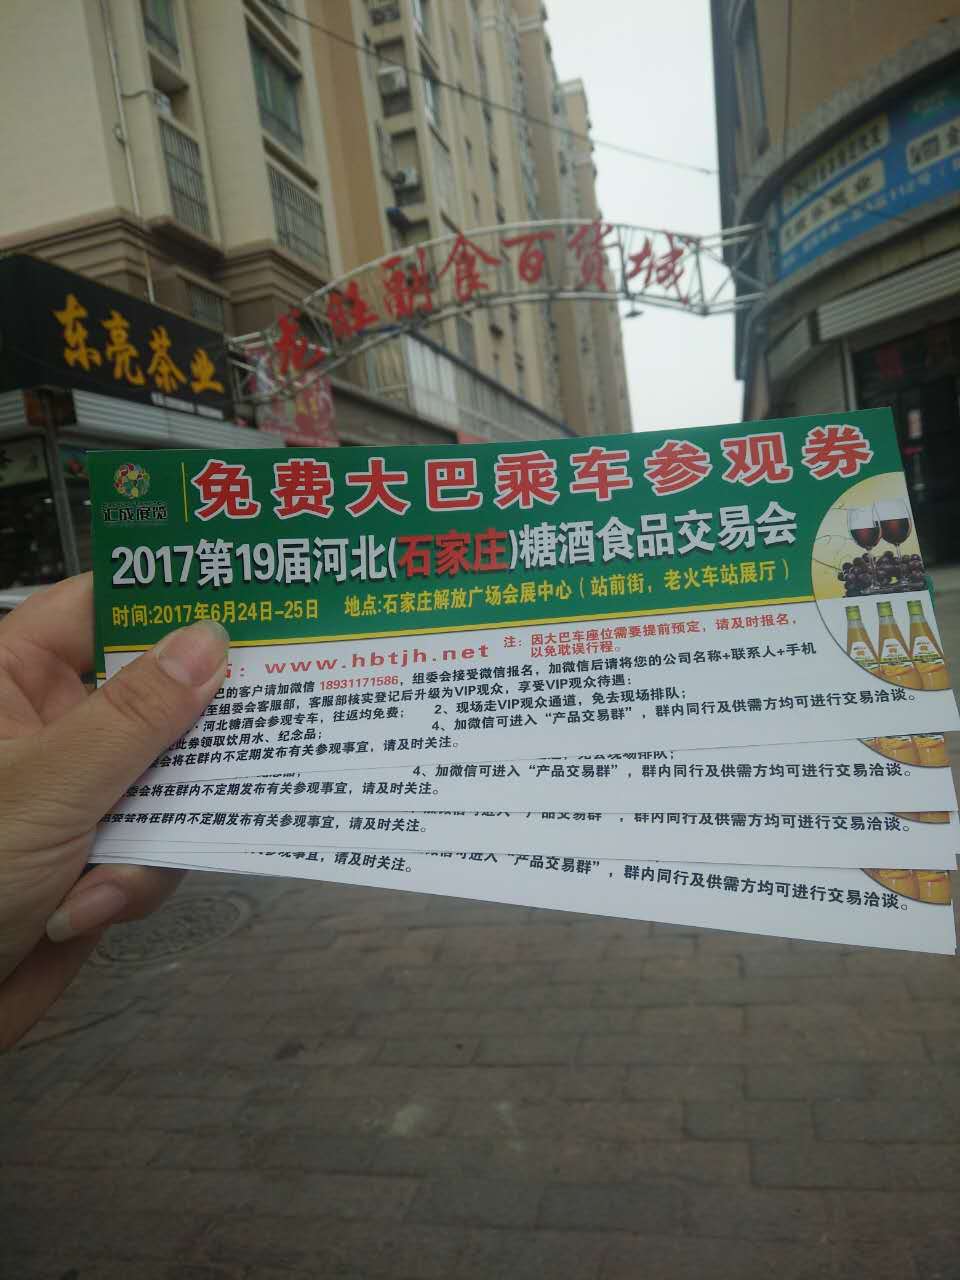 副食百货城
东亮茶业
汇成展览
免费大巴乘车参观券
2017第19届河北(石家庄)糖酒食品交易会
时间:2017年6月24日-25日 地点:石家庄解放广场会展中心（站前街，老火车站展厅）
www.hbtjh.net
注：因大巴车座位需要提前预定，请及时报名，
以免耽误行程。
巴的客户请加微信 18931171586，组委会接受微信报名，加微信后请将您的公司名称+联系人+手机
至组委会客服部，客服部核实登记后升级为VIP观众，享受VIP观众待遇：
·河北糖酒会参观专车，往返均免费； 2、现场走VIP观众通道，免去现场排队；
此券领取饮用水、纪念品； 4、加微信可进入“产品交易群”，群内同行及供需方均可进行交易洽谈。
委会将在群内不定期发布有关参观事宜，请及时关注。
4、加微信可进入“产品交易群”，群内同行及供需方均可进行交易洽谈。
委会将在群内不定期发布有关参观事宜，请及时关注。
产品交易群”，群内同行及供需方均可进行交易洽谈。
组委会将在群内不定期发布有关参观事宜，请及时关注。
“产品交易群”，群内同行及供需方均可进行交易洽谈。
请及时关注。